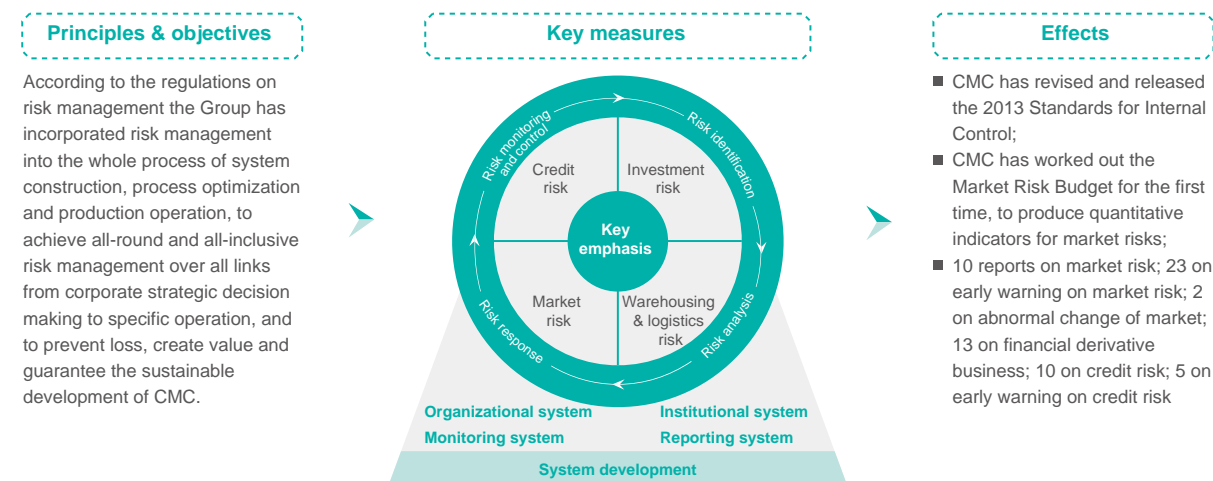 Principles & objectives
According to the regulations on
risk management the Group has
incorporated risk management
into the whole process of system
construction, process optimization
and production operation, to
achieve all-round and all-inclusive
risk management over all links
from corporate strategic decision
making to specific operation, and
to prevent loss, create value and
guarantee the sustainable
development of CMC.
Key measures
Risk monitoring
and control
Risk identification
Risk analysis
Risk response
Credit
risk
Investment
risk
Key
emphasis
Market
risk
Warehousing
& logistics
risk
Organizational system
Institutional system
Monitoring system
Reporting system
System development
Effects
■ CMC has revised and released
the 2013 Standards for Internal
Control;
■ CMC has worked out the
Market Risk Budget for the first
time, to produce quantitative
indicators for market risks;
■ 10 reports on market risk; 23 on
early warning on market risk; 2
on abnormal change of market;
13 on financial derivative
business; 10 on credit risk; 5 on
early warning on credit risk